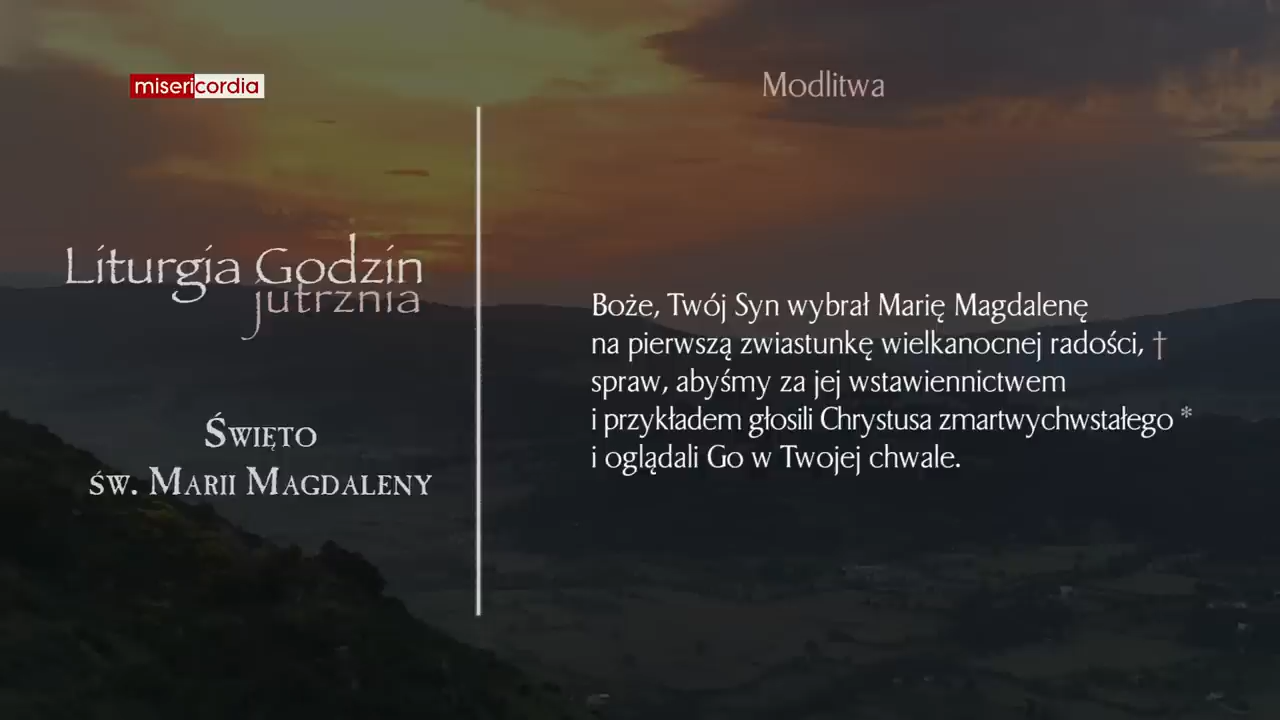 misericordia
Modlitwa
Liturgia Godzin
jutrznia
Święto
św. Marii Magdaleny
Boże, Twój Syn wybrał Marię Magdalenę
na pierwszą zwiastunkę wielkanocnej radości, †
spraw, abyśmy za jej wstawiennictwem
i przykładem głosili Chrystusa zmartwychwstałego *
i oglądali Go w Twojej chwale.